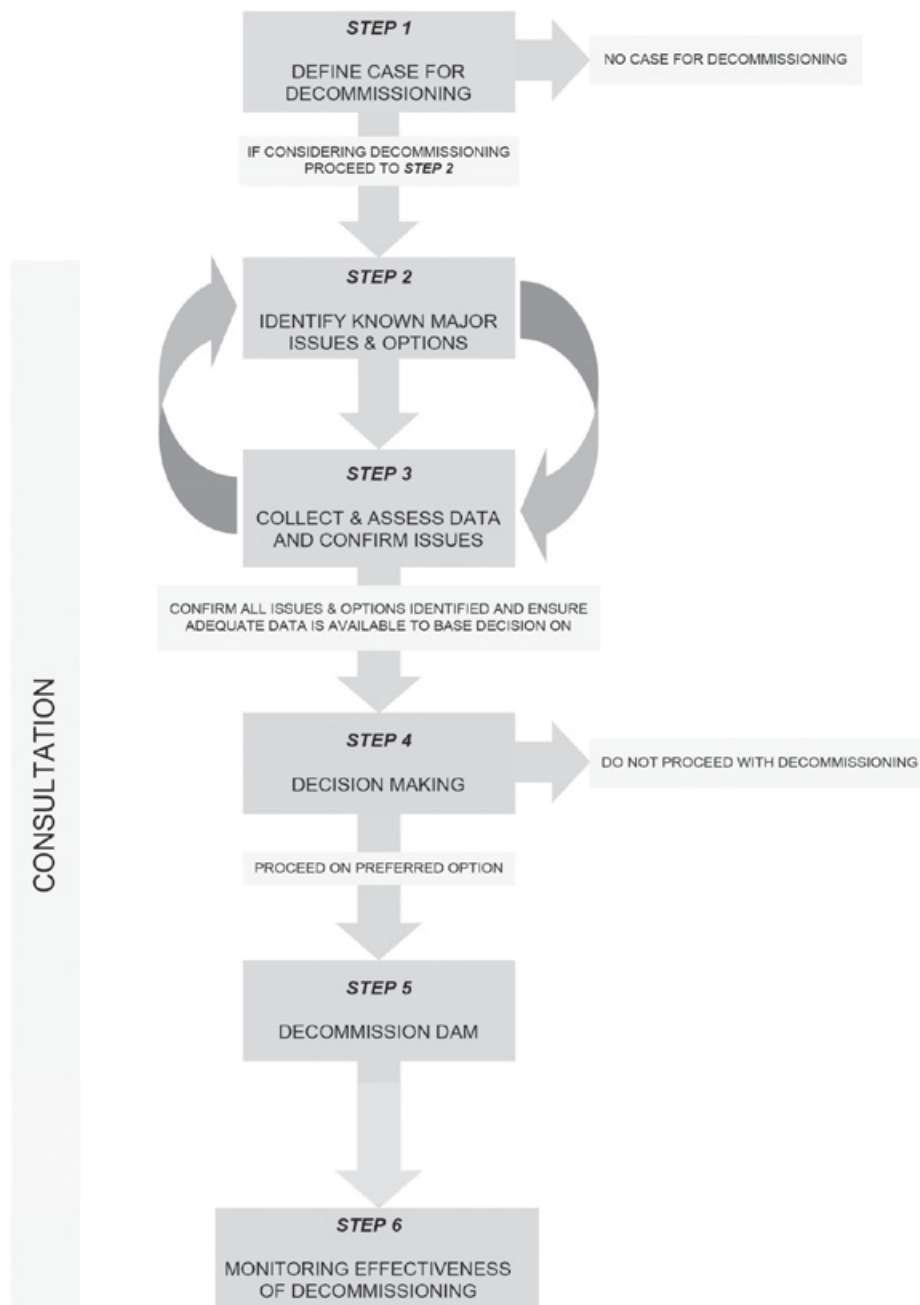 STEP 1
DEFINE CASE FOR
DECOMMISSIONING
NO CASE FOR DECOMMISSIONING
IF CONSIDERING DECOMMISSIONING
PROCEED TO STEP 2
STEP 2
IDENTIFY KNOWN MAJOR
ISSUES & OPTIONS
STEP 3
COLLECT & ASSESS DATA
AND CONFIRM ISSUES
CONFIRM ALL ISSUES & OPTIONS IDENTIFIED AND ENSURE
ADEQUATE DATA IS AVAILABLE TO BASE DECISION ON
CONSULTATION
STEP 4
DECISION MAKING
DO NOT PROCEED WITH DECOMMISSIONING
PROCEED ON PREFERRED OPTION
STEP 5
DECOMMISSION DAM
STEP 6
MONITORING EFFECTIVENESS
OF DECOMMISSIONING